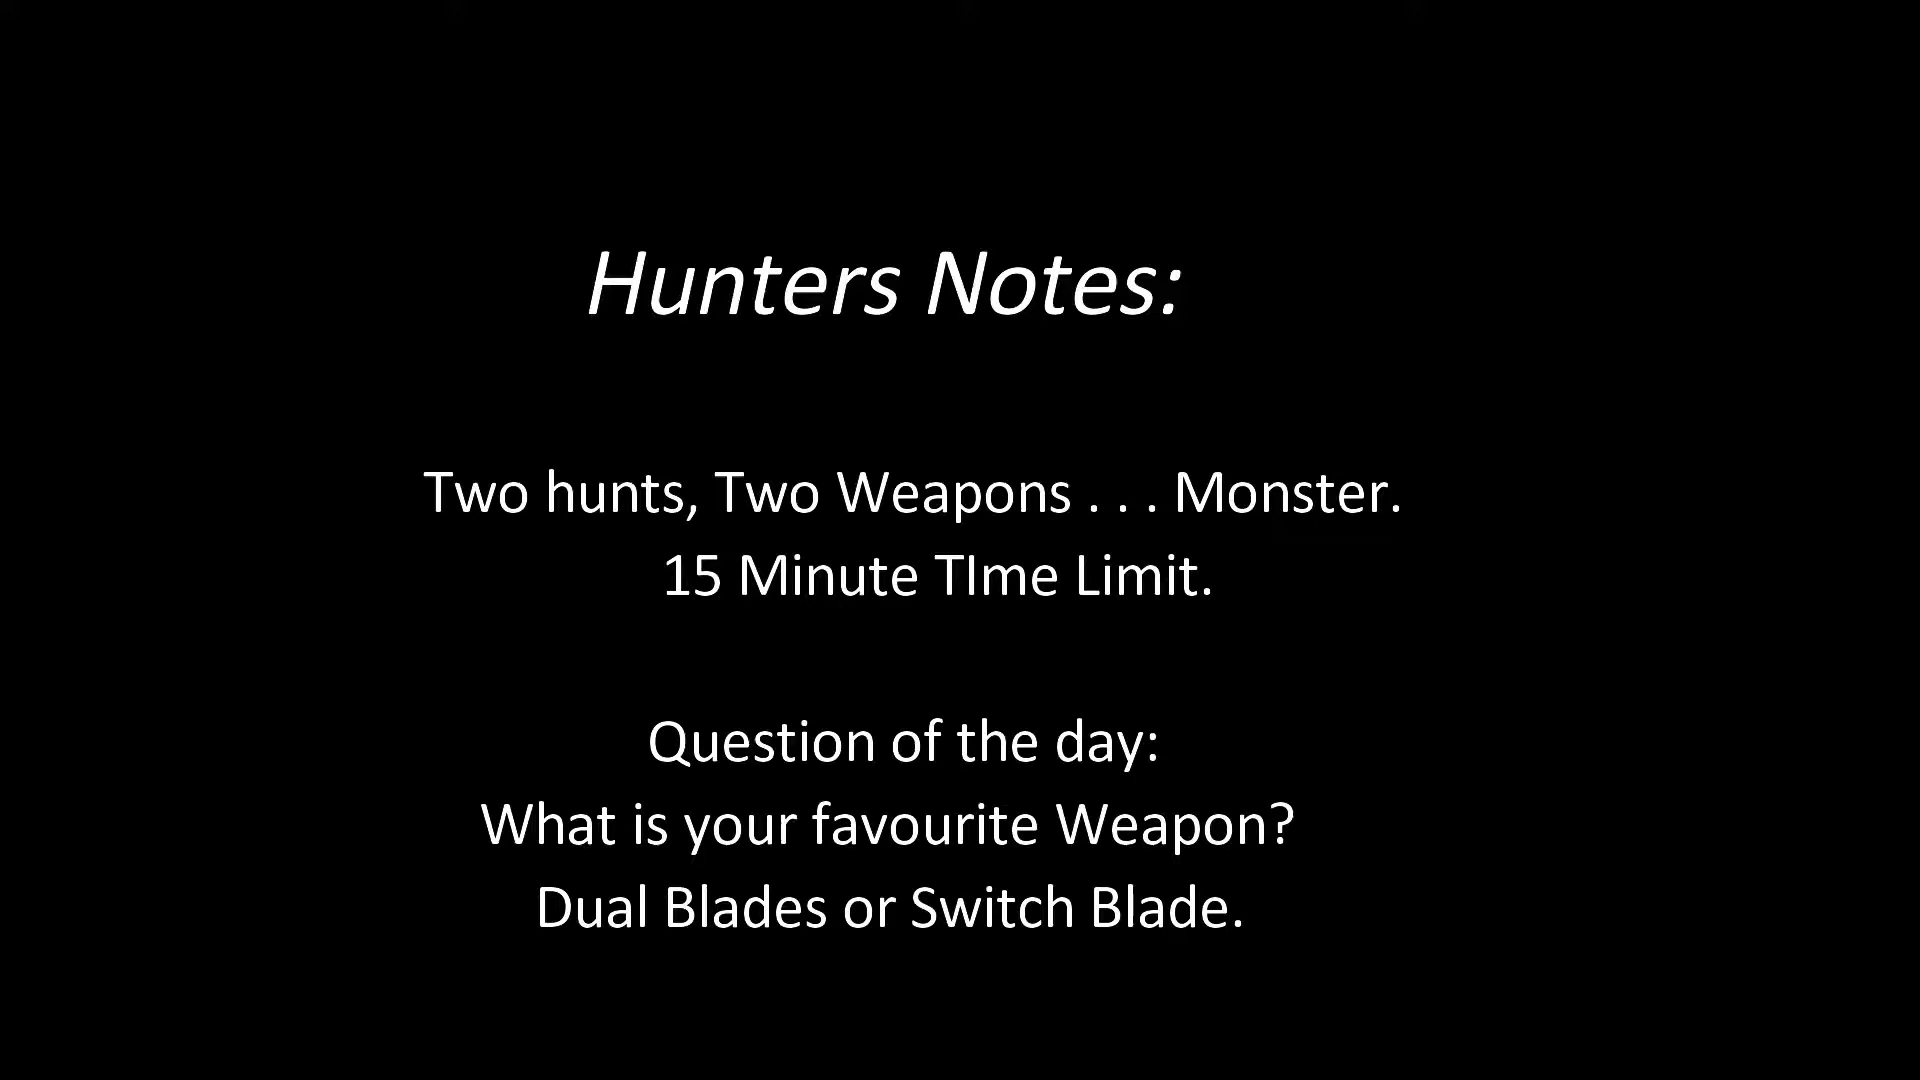 Hunters Notes:
Two hunts, Two Weapons . . . Monster.
15 Minute TIme Limit.
Question of the day:
What is your favourite Weapon?
Dual Blades or Switch Blade.